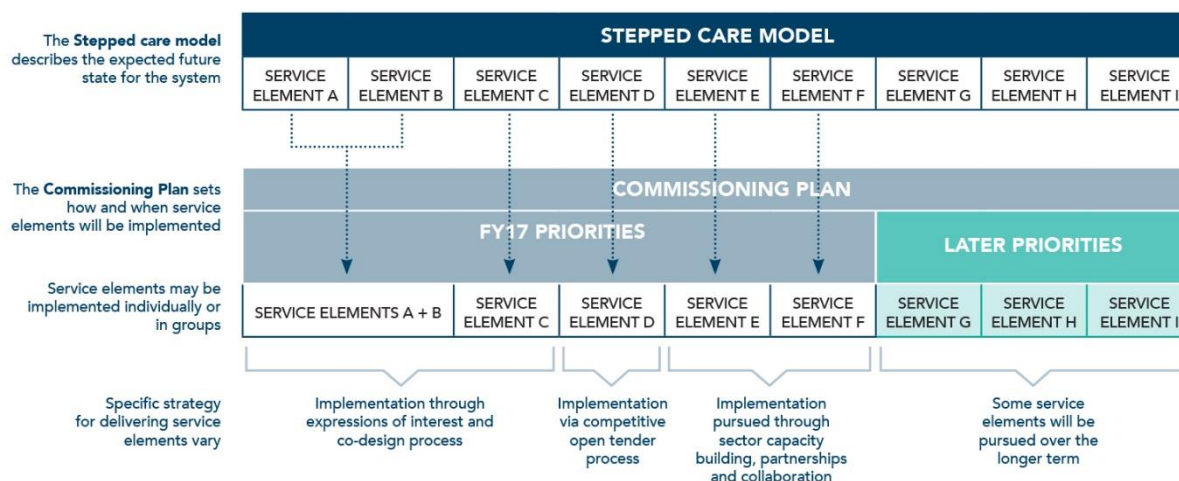 The Stepped care model
describes the expected future
state for the system
STEPPED CARE MODEL
SERVICE
ELEMENT A
SERVICE
ELEMENT B
SERVICE
ELEMENT C
SERVICE
ELEMENT D
SERVICE
ELEMENT E
SERVICE
ELEMENT F
SERVICE
ELEMENT G
SERVICE
ELEMENT H
SERVICE
ELEMENT I
The Commissioning Plan sets
how and when service
elements will be implemented
COMMISSIONING PLAN
FY17 PRIORITIES
LATER PRIORITIES
Service elements may be
implemented individually or
in groups
SERVICE ELEMENTS A + B
SERVICE
ELEMENT C
SERVICE
ELEMENT D
SERVICE
ELEMENT E
SERVICE
ELEMENT F
SERVICE
ELEMENT G
SERVICE
ELEMENT H
SERVICE
ELEMENT I
Specific strategy
for delivering service
elements vary
Implementation through
expressions of interest and
co-design process
Implementation
via competitive
open tender
process
Implementation
pursued through
sector capacity
building, partnerships
and collaboration
Some service
elements will be
pursued over the
longer term